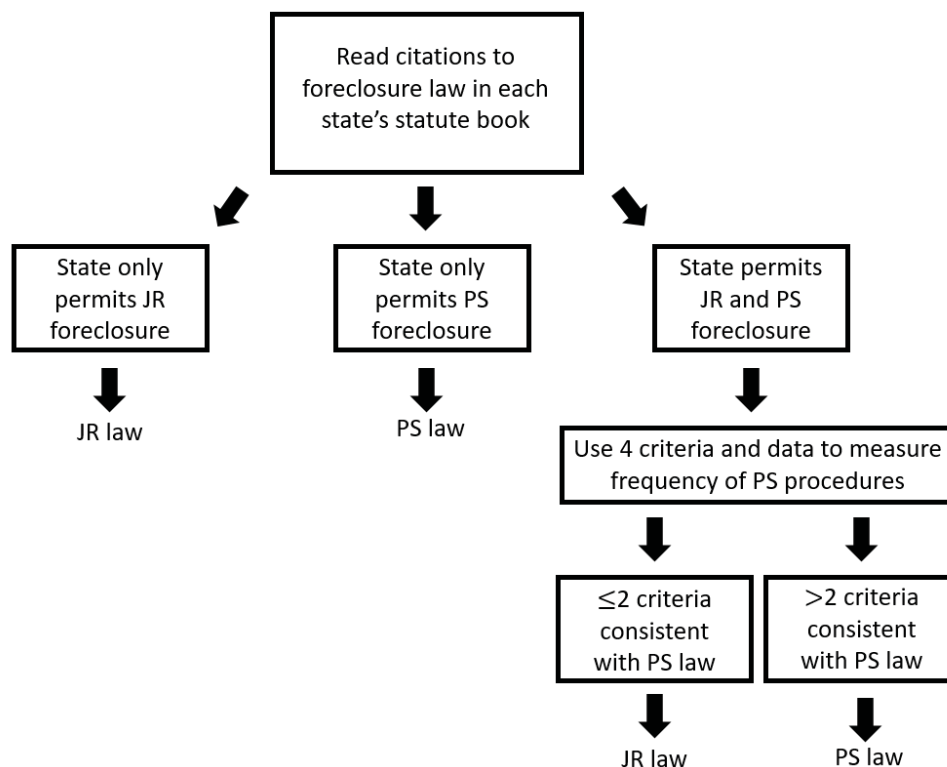 Read citations to
foreclosure law in each
state's statute book
State only
permits JR
foreclosure
State only
permits PS
foreclosure
State permits
JR and PS
foreclosure
JR law
PS law
Use 4 criteria and data to measure
frequency of PS procedures
≤2 criteria
consistent
with PS law
>2 criteria
consistent
with PS law
JR law
PS law